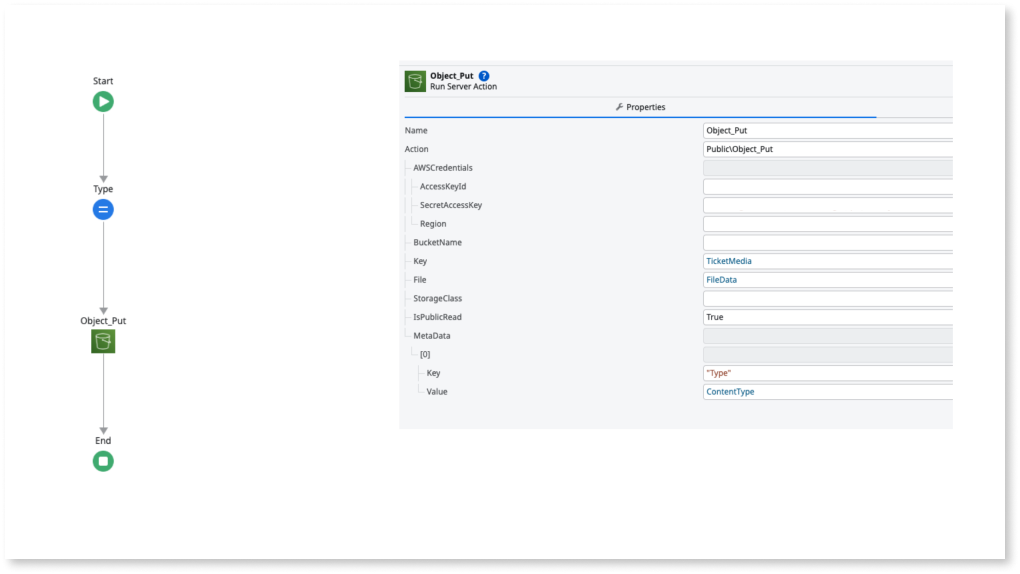 Start
Type
Object_Put
End
Object_Put ?
Run Server Action
Properties
Name Object_Put
Action Public\Object_Put
AWSCredentials
AccessKeyId
SecretAccessKey
Region
BucketName
Key TicketMedia
File FileData
StorageClass
IsPublicRead True
MetaData
[0]
Key "Type"
Value ContentType